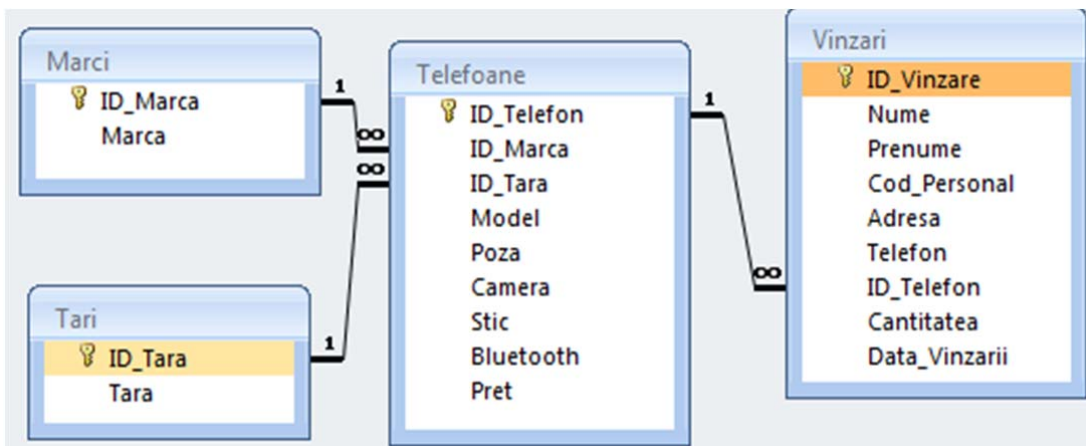 Marci
ID_Marca
Marca
1
∞
∞
Tari
ID_Tara
Tara
1
Telefoane
ID_Telefon
ID_Marca
ID_Tara
Model
Poza
Camera
Stic
Bluetooth
Pret
1
∞
Vinzari
ID_Vinzare
Nume
Prenume
Cod_Personal
Adresa
Telefon
ID_Telefon
Cantitatea
Data_Vinzarii